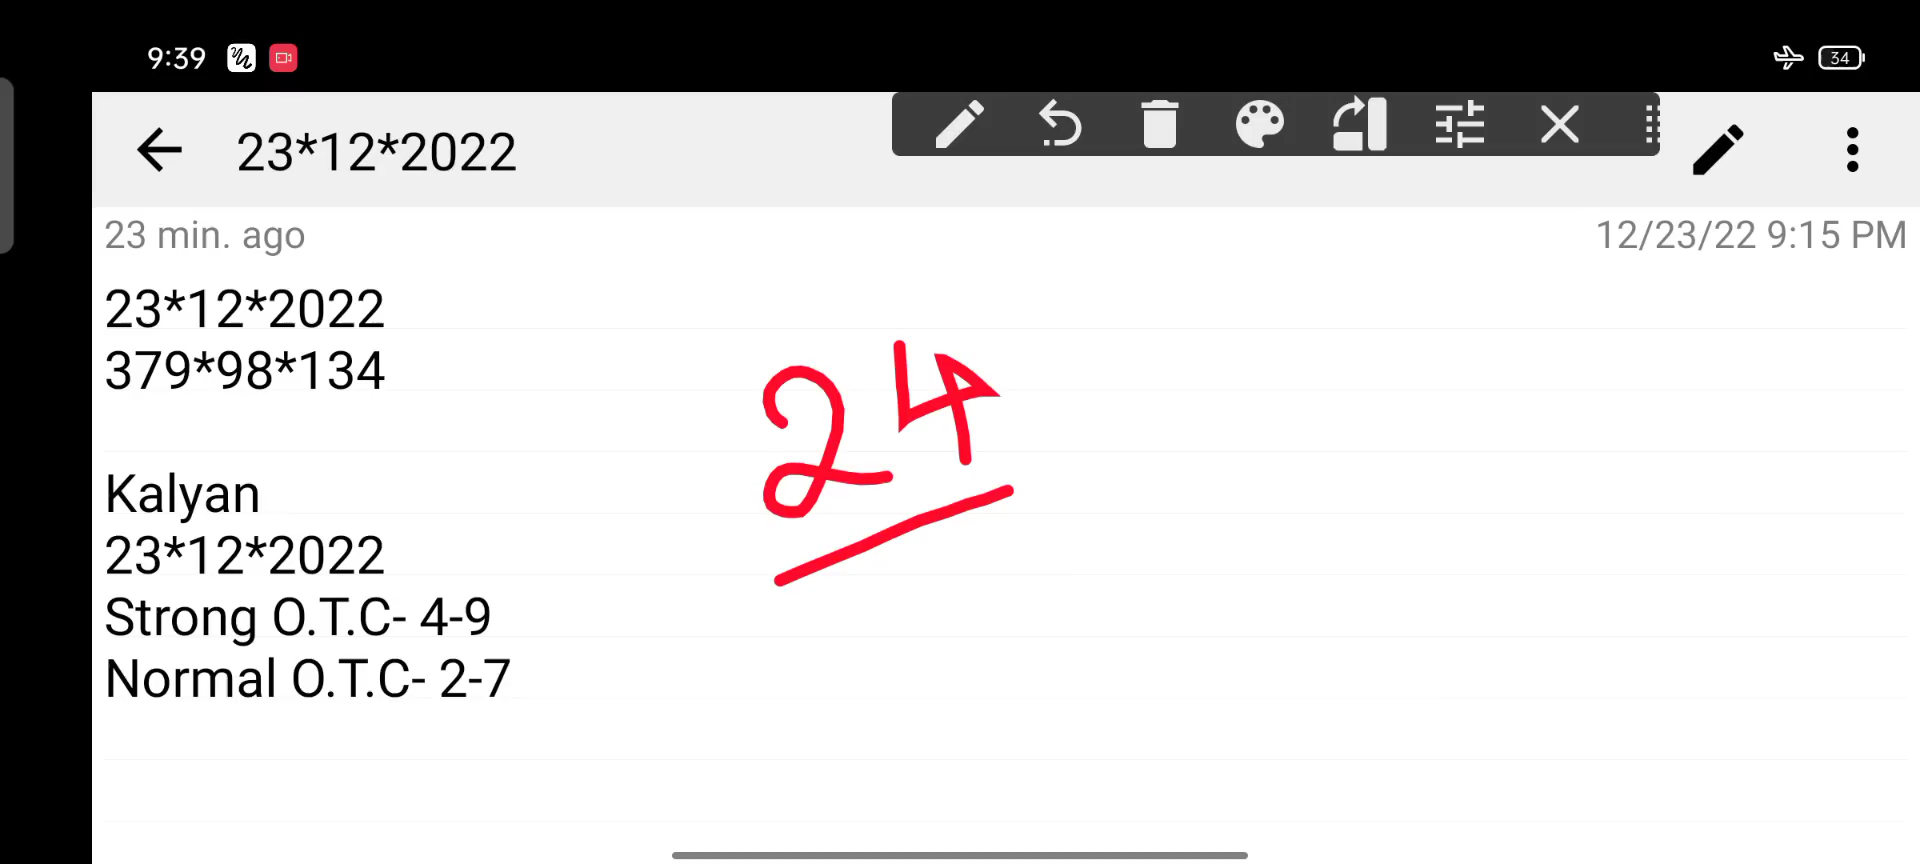 9:39
34
23*12*2022
23 min. ago
12/23/22 9:15 PM
23*12*2022
379*98*134
24
Kalyan
23*12*2022
Strong O.T.C- 4-9
Normal O.T.C- 2-7